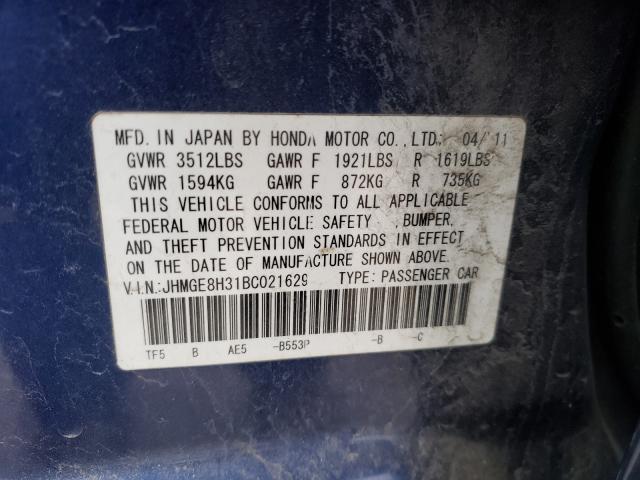 MFD. IN JAPAN BY HONDA MOTOR CO., LTD. 04/11
GVWR 3512LBS GAWR F 1921LBS R 1619LBS
GVWR 1594KG GAWR F 872KG R 735KG
THIS VEHICLE CONFORMS TO ALL APPLICABLE
FEDERAL MOTOR VEHICLE SAFETY , BUMPER,
AND THEFT PREVENTION STANDARDS IN EFFECT
ON THE DATE OF MANUFACTURE SHOWN ABOVE.
V.I.N.:JHMGE8H31BC021629 TYPE: PASSENGER CAR
TF5 B AE5 -B553P -B -C